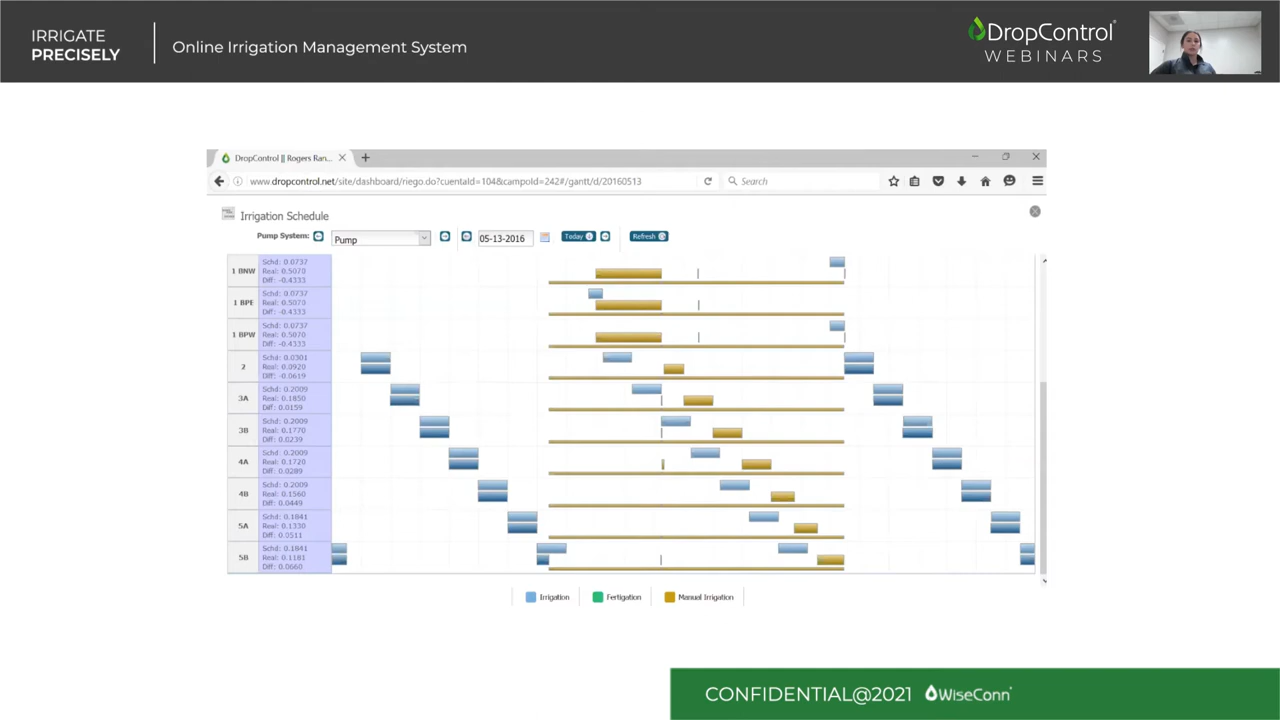 IRRIGATE
PRECISELY
Online Irrigation Management System
DropControl
WEBINARS
DropControl || Rogers Ran...
www.dropcontrol.net/site/dashboard/riego.do?cuentaId=104&campoId=242#/gantt/d/20160513
Search
Irrigation Schedule
Pump System:
Pump
05-13-2016
Today
Refresh
1 BNW
Schd: 0.0737
Real: 0.5070
Diff: -0.4333
1 BPE
Schd: 0.0737
Real: 0.5070
Diff: -0.4333
1 BPW
Schd: 0.0737
Real: 0.5070
Diff: -0.4333
2
Schd: 0.0301
Real: 0.0920
Diff: -0.0619
3A
Schd: 0.2009
Real: 0.1850
Diff: 0.0159
3B
Schd: 0.2009
Real: 0.1770
Diff: 0.0239
4A
Schd: 0.2009
Real: 0.1720
Diff: 0.0289
4B
Schd: 0.2009
Real: 0.1560
Diff: 0.0449
5A
Schd: 0.1841
Real: 0.1330
Diff: 0.0511
5B
Schd: 0.1841
Real: 0.1181
Diff: 0.0660
Irrigation
Fertigation
Manual Irrigation
CONFIDENTIAL@2021
WiseConn